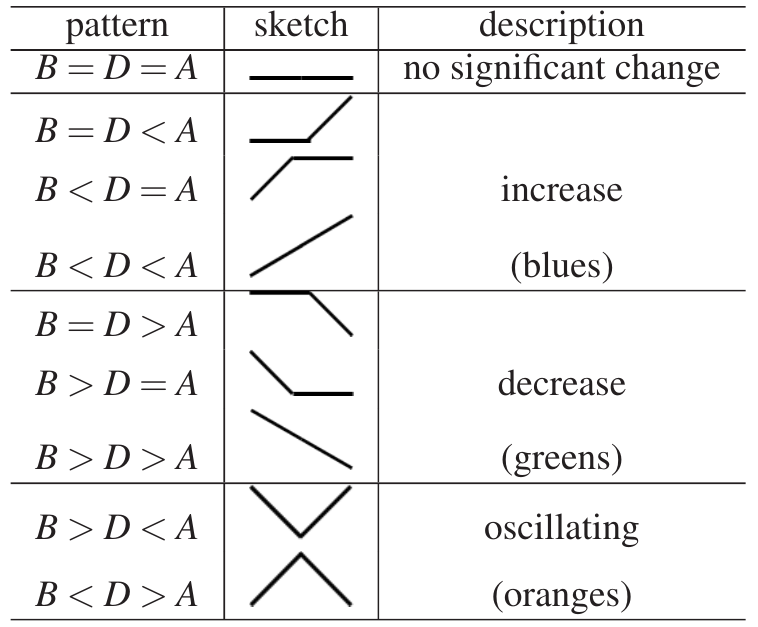 pattern sketch description
B = D = A no significant change
B = D < A
B < D = A increase
B < D < A (blues)
B = D > A
B > D = A decrease
B > D > A (greens)
B > D < A oscillating
B < D > A (oranges)